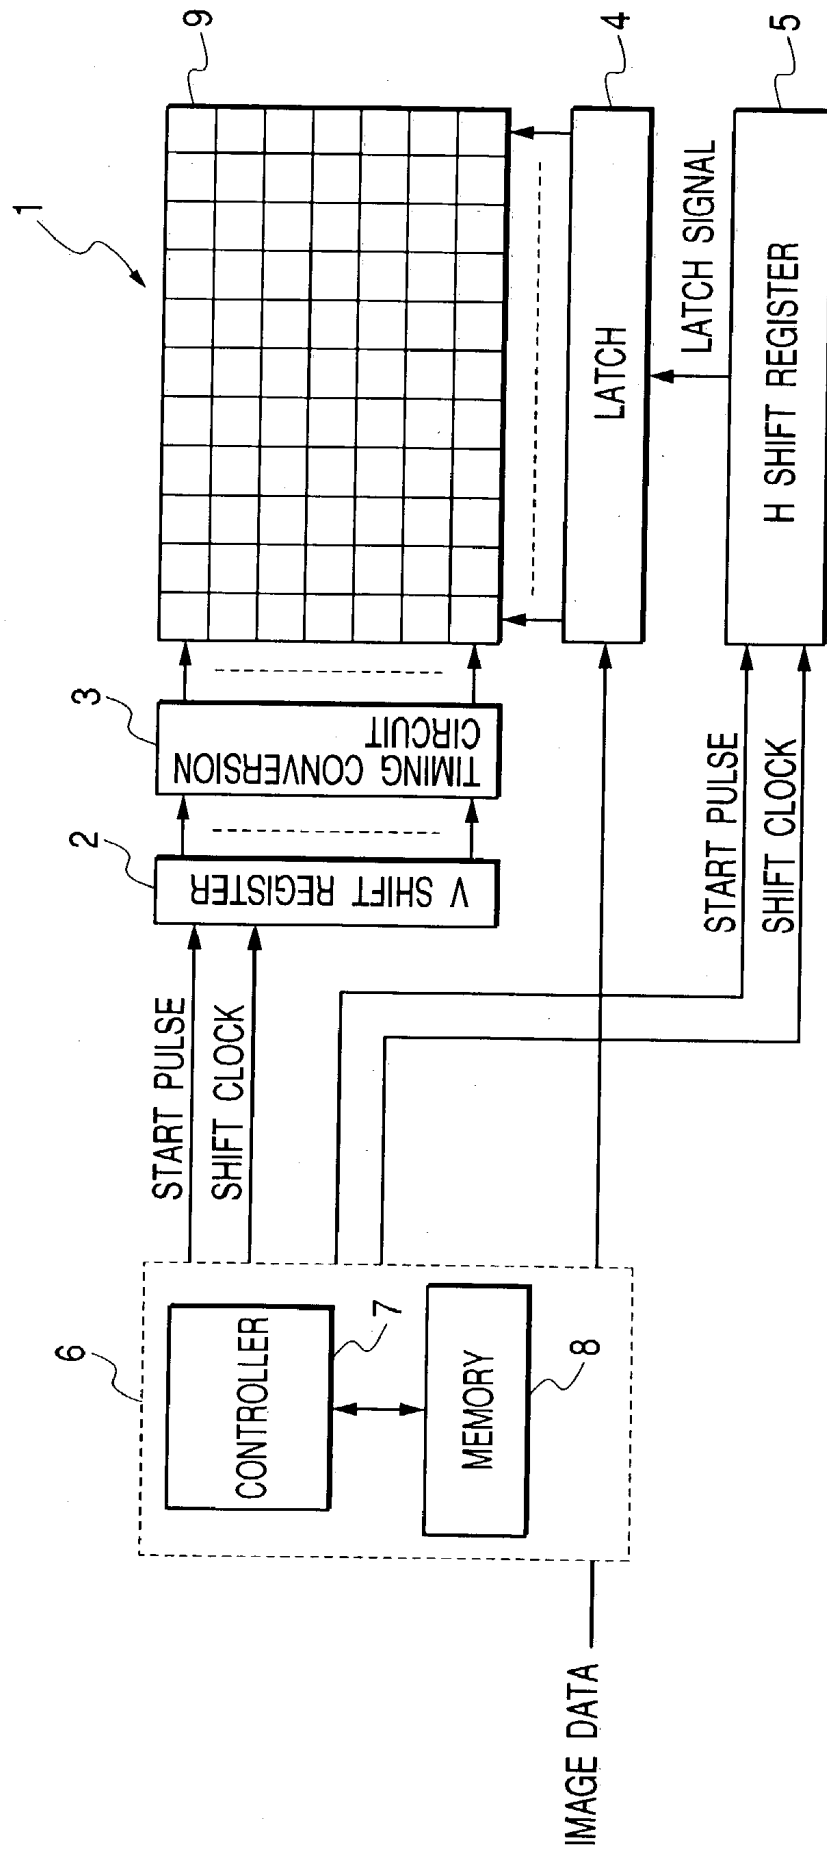 1
9
3
2
6
TIMING CONVERSION
CIRCUIT
V SHIFT REGISTER
START PULSE
SHIFT CLOCK
CONTROLLER
7
MEMORY
8
IMAGE DATA
4
LATCH
LATCH SIGNAL
5
H SHIFT REGISTER
START PULSE
SHIFT CLOCK